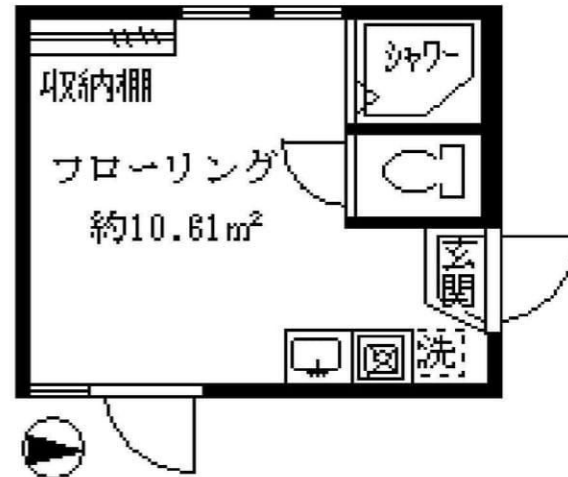 シャワー
収納棚
フローリング
約10.61m²
玄関
洗